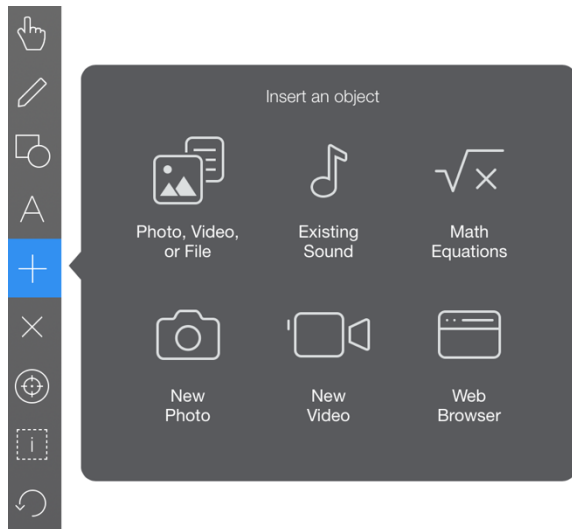 Insert an object
Photo, Video,
or File
Existing
Sound
Math
Equations
New
Photo
New
Video
Web
Browser